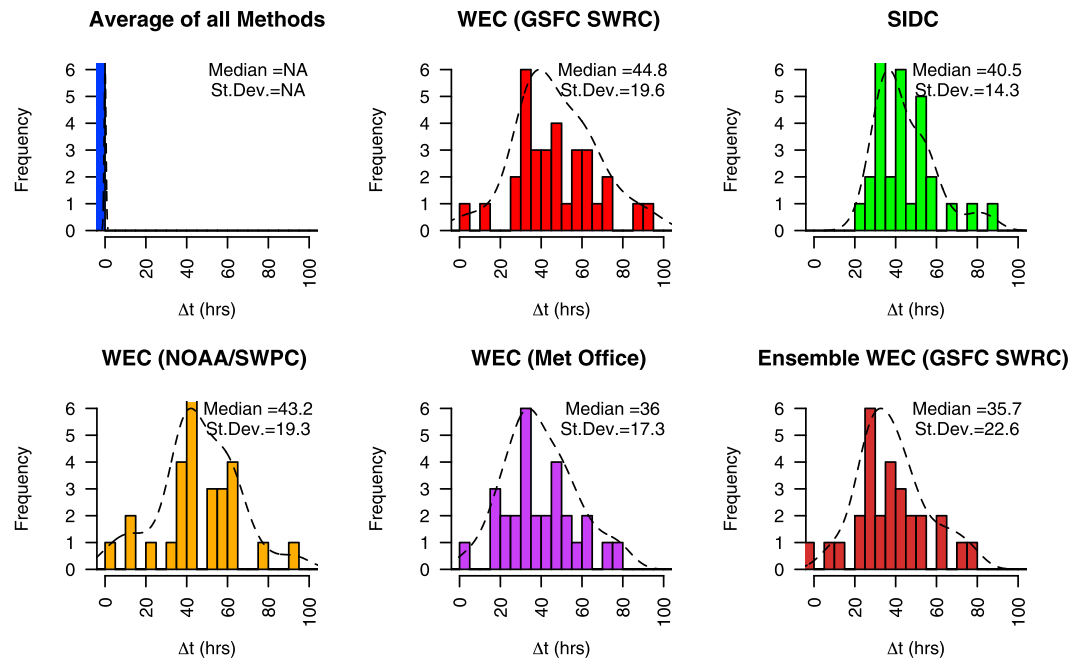 Average of all Methods
Median =NA
St.Dev.=NA
Frequency
0 1 2 3 4 5 6
0 20 40 60 80 100
Δt (hrs)
WEC (GSFC SWRC)
Median =44.8
St.Dev.=19.6
Frequency
0 1 2 3 4 5 6
0 20 40 60 80 100
Δt (hrs)
SIDC
Median =40.5
St.Dev.=14.3
Frequency
0 1 2 3 4 5 6
0 20 40 60 80 100
Δt (hrs)
WEC (NOAA/SWPC)
Median =43.2
St.Dev.=19.3
Frequency
0 1 2 3 4 5 6
0 20 40 60 80 100
Δt (hrs)
WEC (Met Office)
Median =36
St.Dev.=17.3
Frequency
0 1 2 3 4 5 6
0 20 40 60 80 100
Δt (hrs)
Ensemble WEC (GSFC SWRC)
Median =35.7
St.Dev.=22.6
Frequency
0 1 2 3 4 5 6
0 20 40 60 80 100
Δt (hrs)